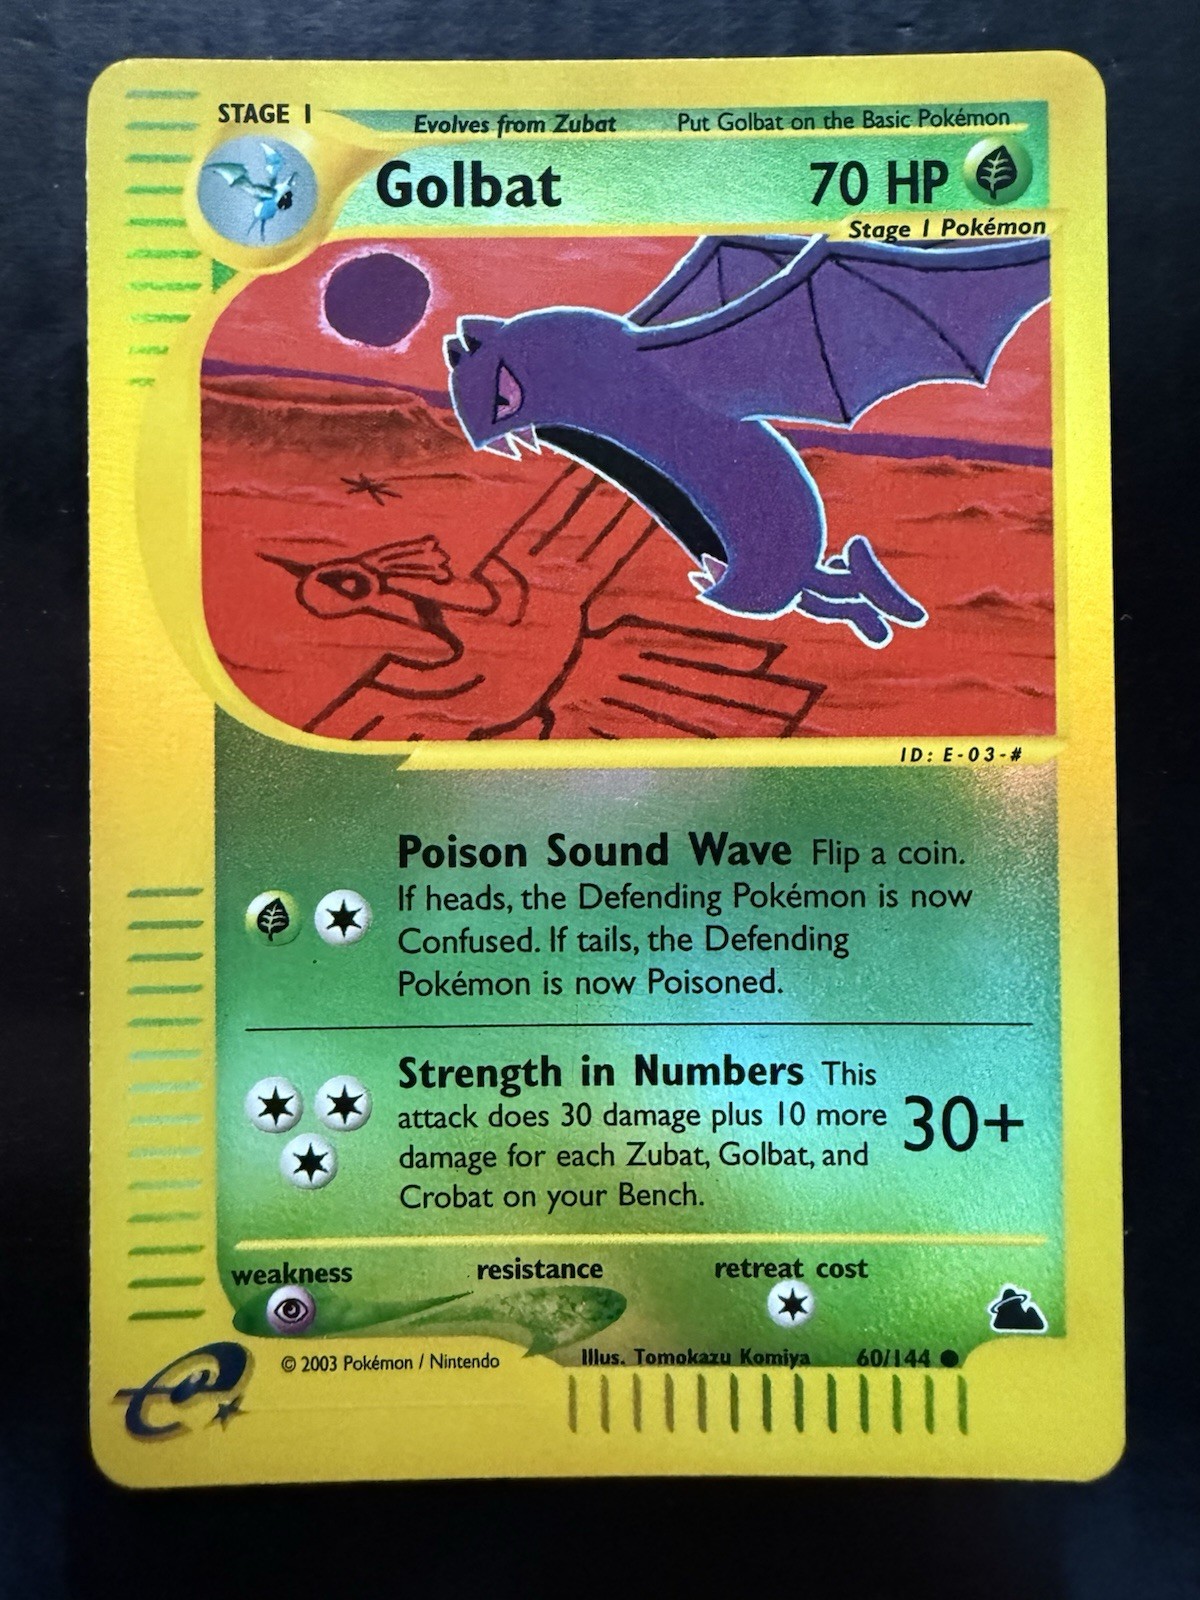 STAGE 1
Evolves from Zubat
Put Golbat on the Basic Pokémon
Golbat
70 HP
Stage 1 Pokémon
ID: E-03-#
Poison Sound Wave Flip a coin.
If heads, the Defending Pokémon is now
Confused. If tails, the Defending
Pokémon is now Poisoned.
Strength in Numbers This
attack does 30 damage plus 10 more
damage for each Zubat, Golbat, and
Crobat on your Bench.
30+
weakness
resistance
retreat cost
© 2003 Pokémon / Nintendo
Illus. Tomokazu Komiya
60/144 ●
e